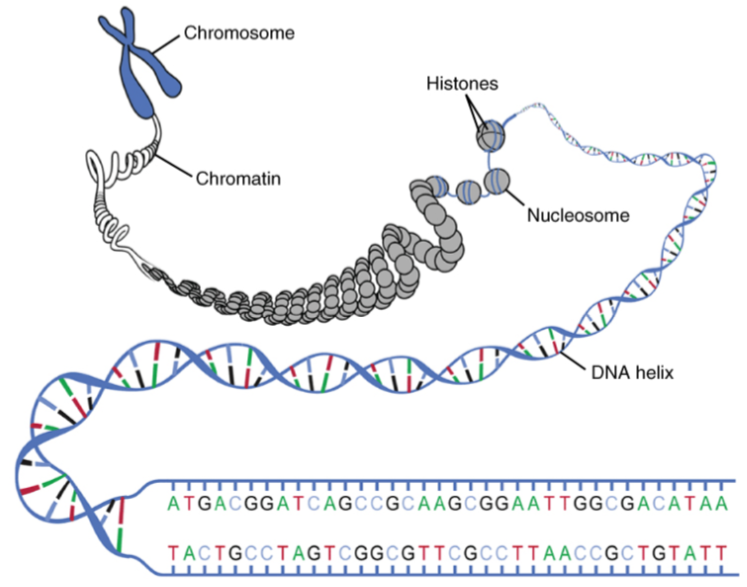 Chromosome
Histones
Chromatin
Nucleosome
DNA helix
ATGACGGATCAGCCGCAAGCGGAATTGGCGACATAA
TACTGCCTAGTCGGCGTTCGCCTTAACCGCTGTATT